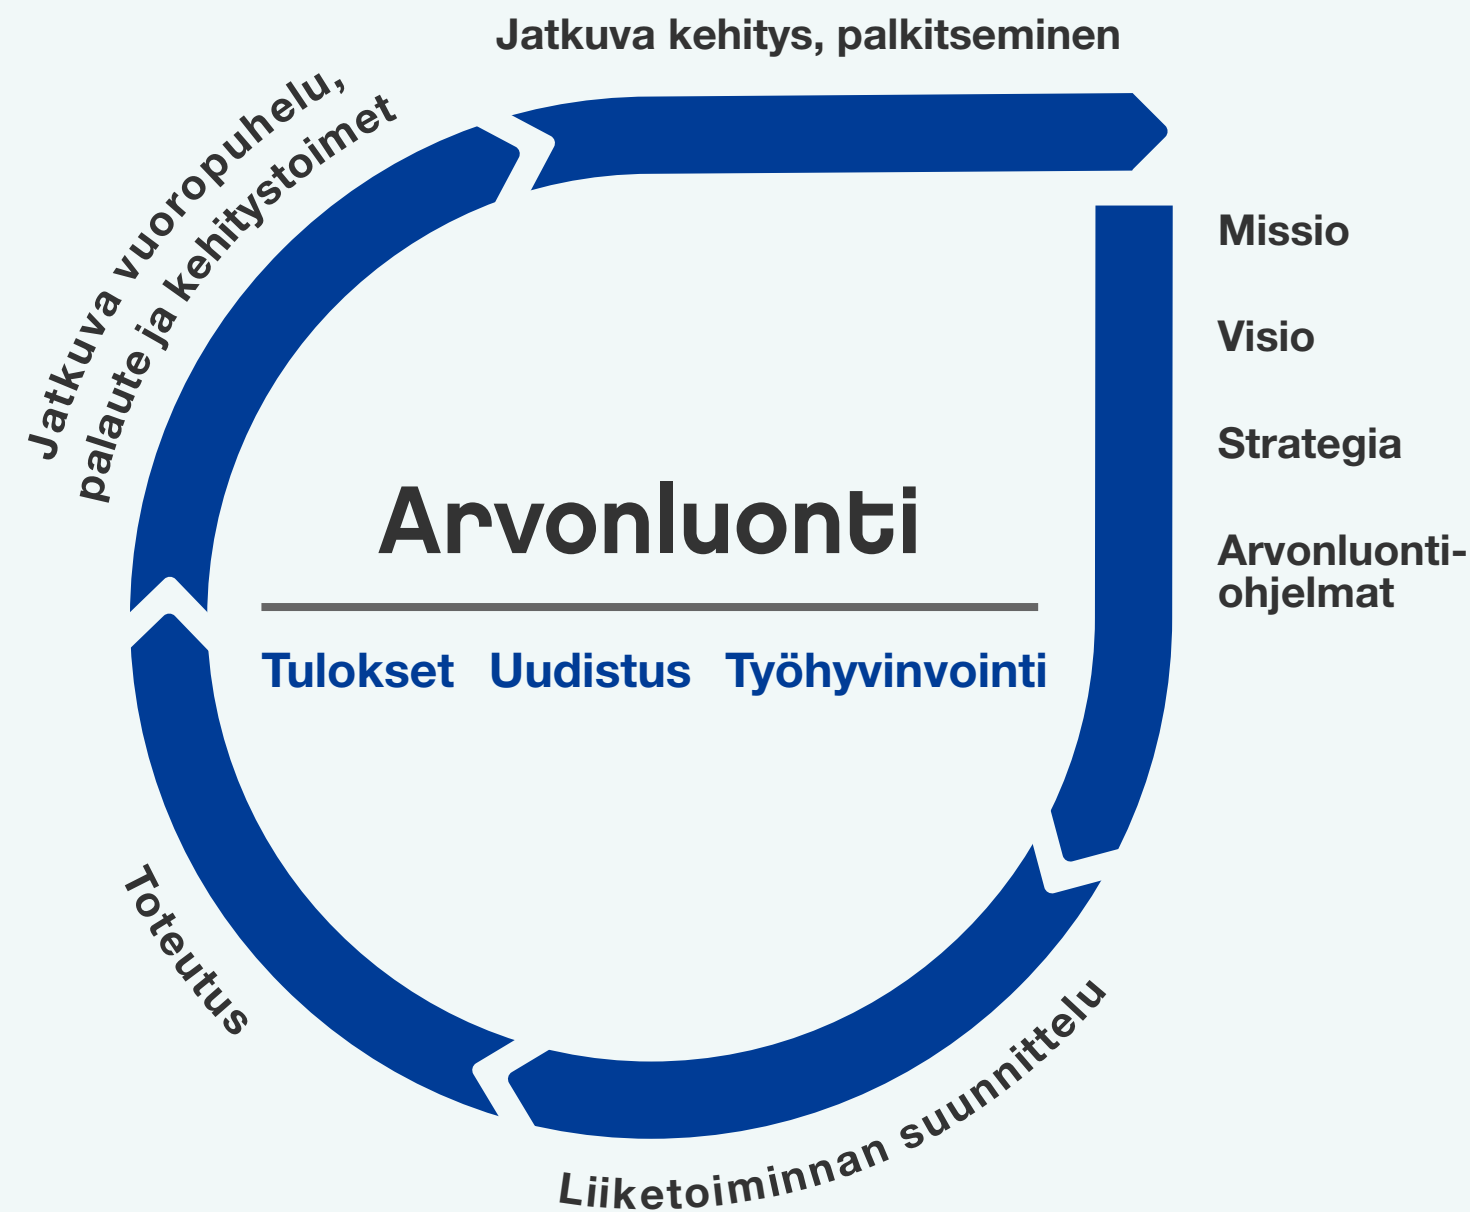 Jatkuva kehitys, palkitseminen
Jatkuva vuoropuhelu,
palaute ja kehitystoimet
Missio
Visio
Strategia
Arvonluonti-
ohjelmat
Arvonluonti
Tulokset Uudistus Työhyvinvointi
Toteutus
Liiketoiminnan suunnittelu